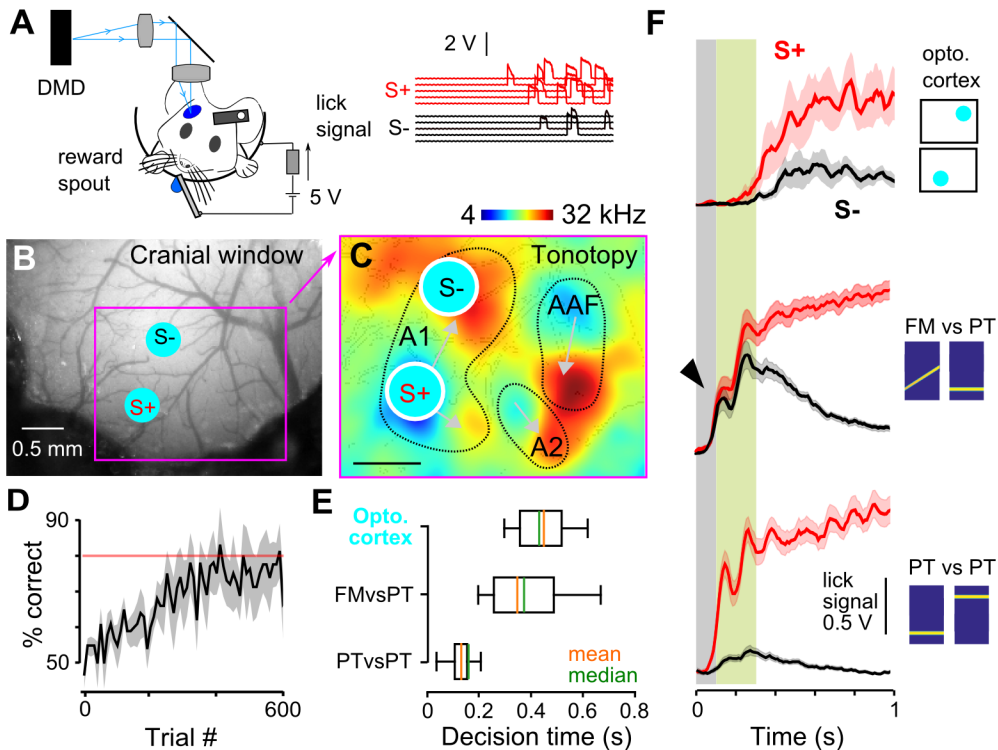 A
DMD
reward
spout
lick
signal
5 V
2 V
S+
S-
4
32 kHz
B
Cranial window
S-
S+
0.5 mm
C
Tonotopy
S-
A1
S+
AAF
A2
D
% correct
90
50
0
600
Trial #
E
Opto.
cortex
FMvsPT
PTvsPT
mean
median
0
0.2
0.4
0.6
0.8
Decision time (s)
F
S+
S-
opto.
cortex
FM vs PT
PT vs PT
lick
signal
0.5 V
0
1
Time (s)